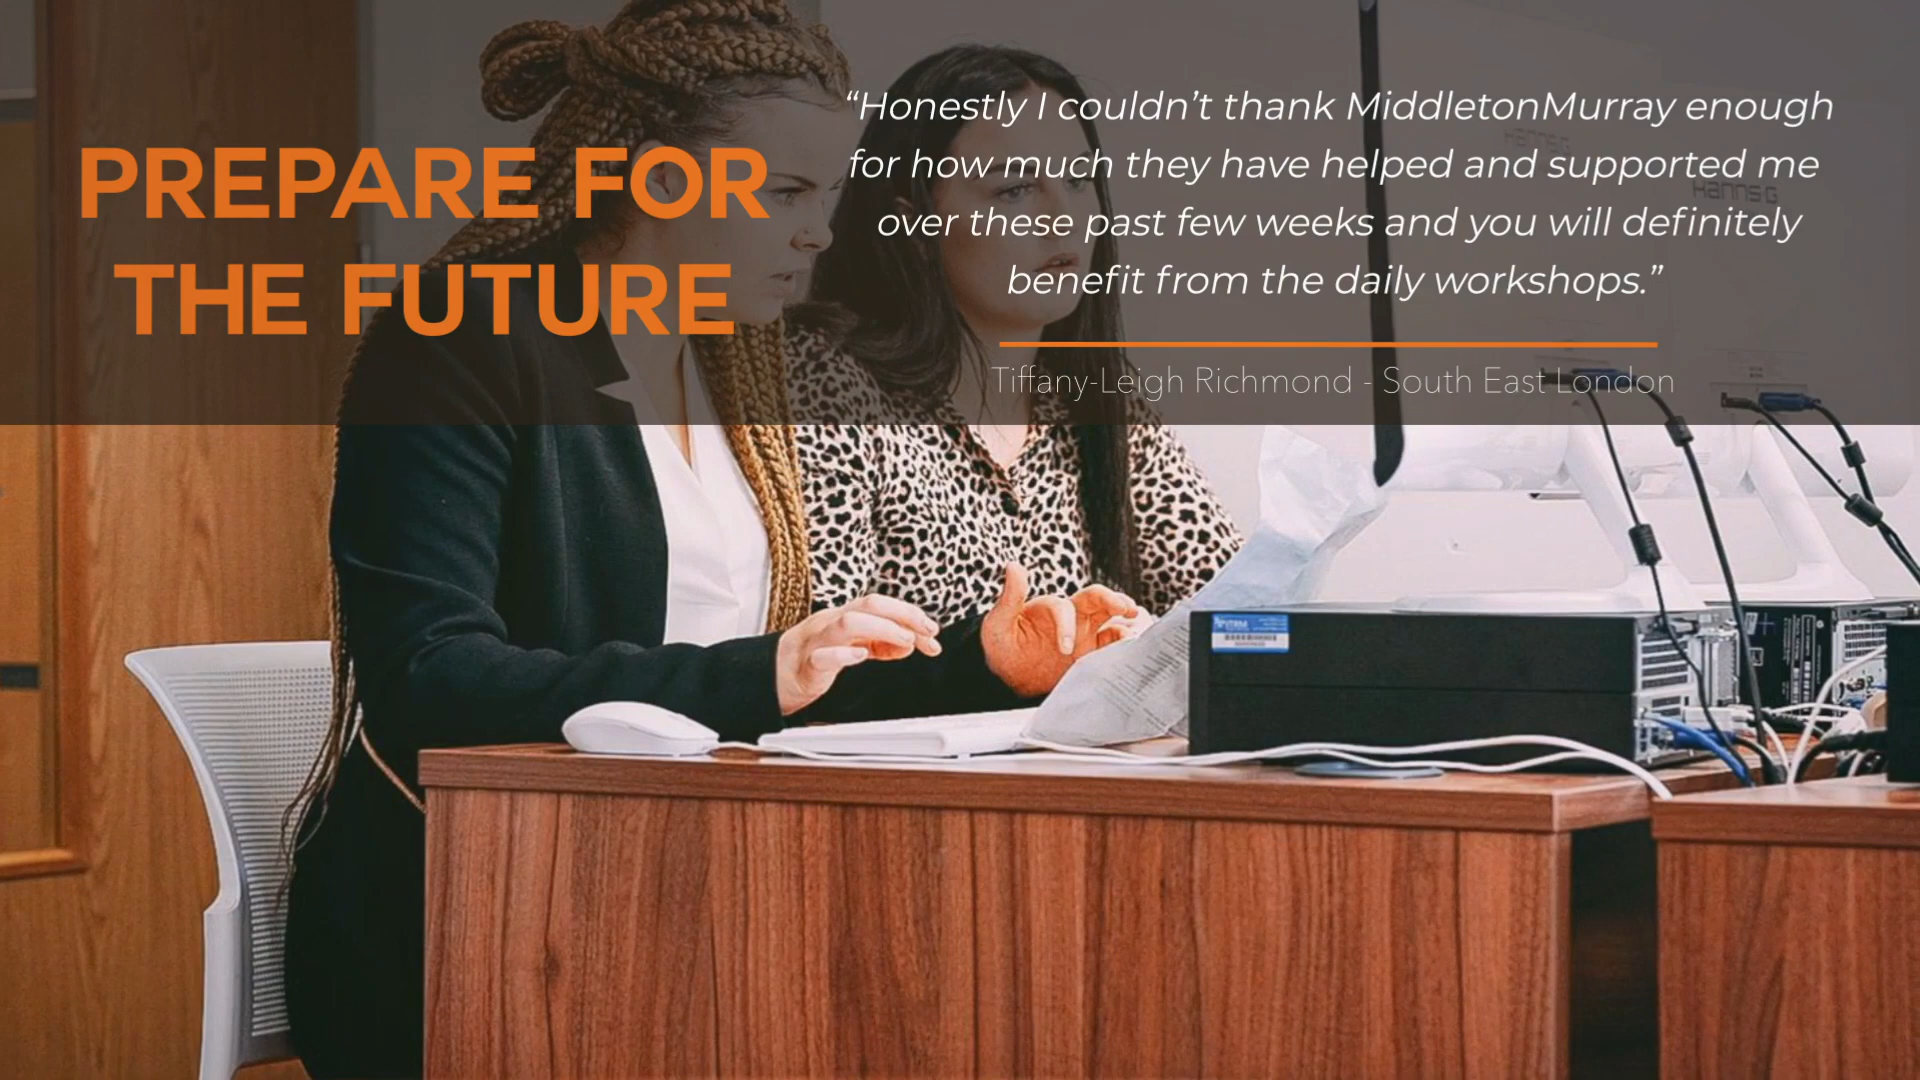 PREPARE FOR
THE FUTURE
“Honestly I couldn’t thank MiddletonMurray enough
for how much they have helped and supported me
over these past few weeks and you will definitely
benefit from the daily workshops.”
Tiffany-Leigh Richmond - South East London
HannsG
HannsG